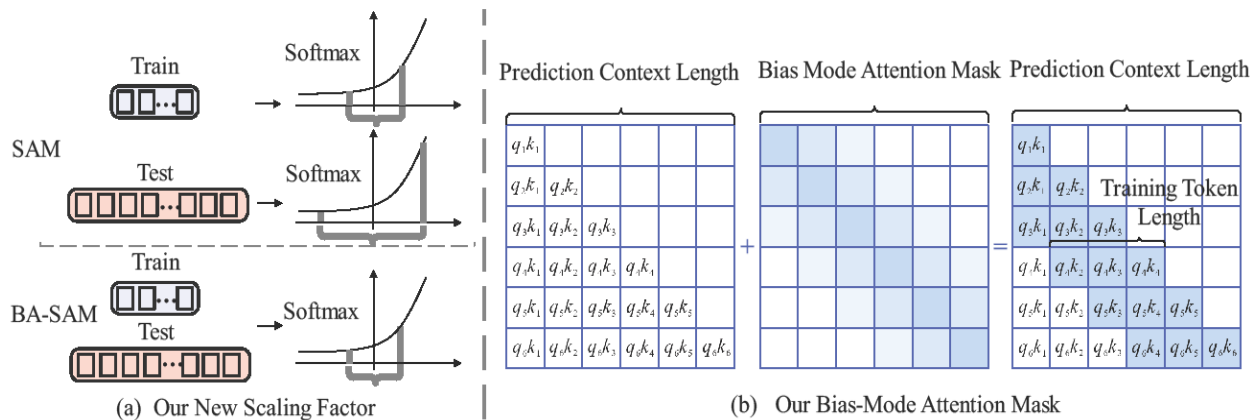 Train
Softmax
SAM
Test
Softmax
Train
BA-SAM
Softmax
Test
(a) Our New Scaling Factor
Prediction Context Length
Bias Mode Attention Mask
Prediction Context Length
q₁k₁
q₂k₁ q₂k₂
q₃k₁ q₃k₂ q₃k₃
q₄k₁ q₄k₂ q₄k₃ q₄k₄
q₅k₁ q₅k₂ q₅k₃ q₅k₄ q₅k₅
q₆k₁ q₆k₂ q₆k₃ q₆k₄ q₆k₅ q₆k₆
+
=
q₁k₁
q₂k₁ q₂k₂
Training Token
Length
q₃k₁ q₃k₂ q₃k₃
q₄k₁ q₄k₂ q₄k₃ q₄k₄
q₅k₁ q₅k₂ q₅k₃ q₅k₄ q₅k₅
q₆k₁ q₆k₂ q₆k₃ q₆k₄ q₆k₅ q₆k₆
(b) Our Bias-Mode Attention Mask